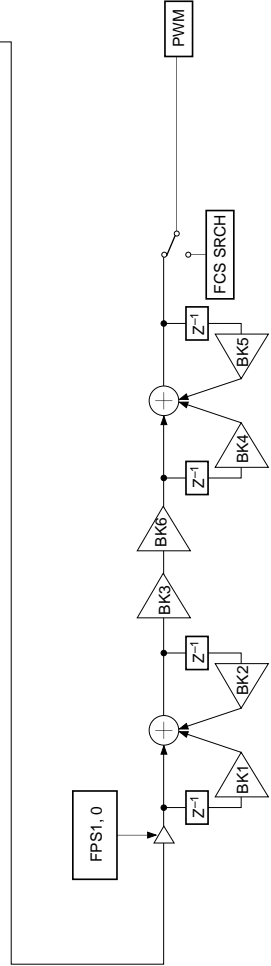 FPS1, 0
Z–1
BK1
BK2
Z–1
BK3
BK6
Z–1
BK4
BK5
Z–1
FCS SRCH
PWM